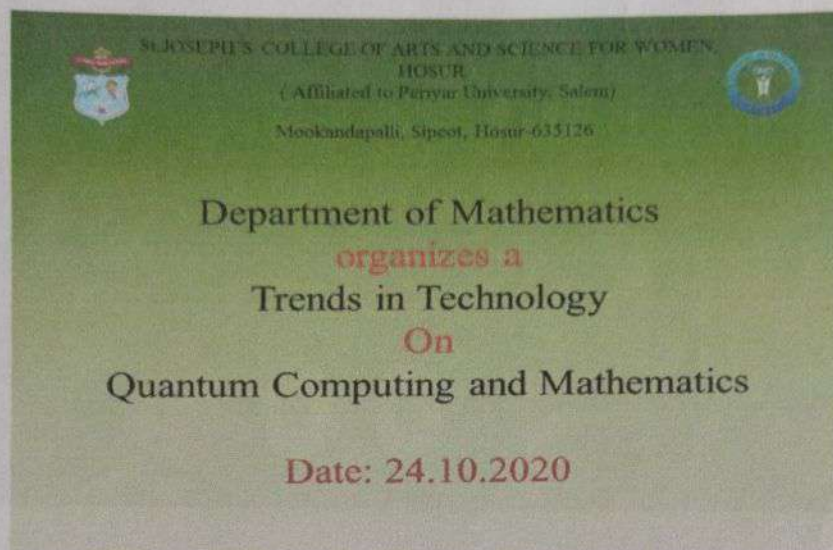 St.JOSEPH'S COLLEGE OF ARTS AND SCIENCE FOR WOMEN,
HOSUR
( Affiliated to Periyar University, Salem)
Mookandapalli, Sipcot, Hosur-635126
Department of Mathematics
organizes a
Trends in Technology
On
Quantum Computing and Mathematics
Date: 24.10.2020